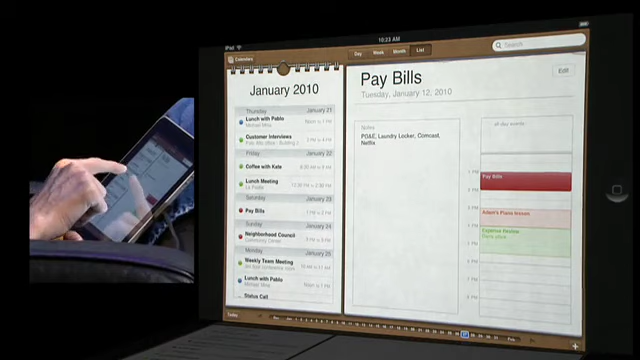 iPad
10:23 AM
Calendars
Day
Week
Month
List
Search
January 2010
Thursday January 21
Lunch with Pablo
Customer Interviews
Friday January 22
Coffee with Kate
Lunch Meeting
Saturday January 23
Pay Bills
Sunday January 24
Neighborhood Council
Monday January 25
Weekly Team Meeting
Lunch with Pablo
Status Call
Pay Bills
Edit
Tuesday, January 12, 2010
Notes
PG&E, Laundry Locker, Comcast,
Netflix
all-day events
Pay Bills
Adam's Piano lesson
Expense Review
Today